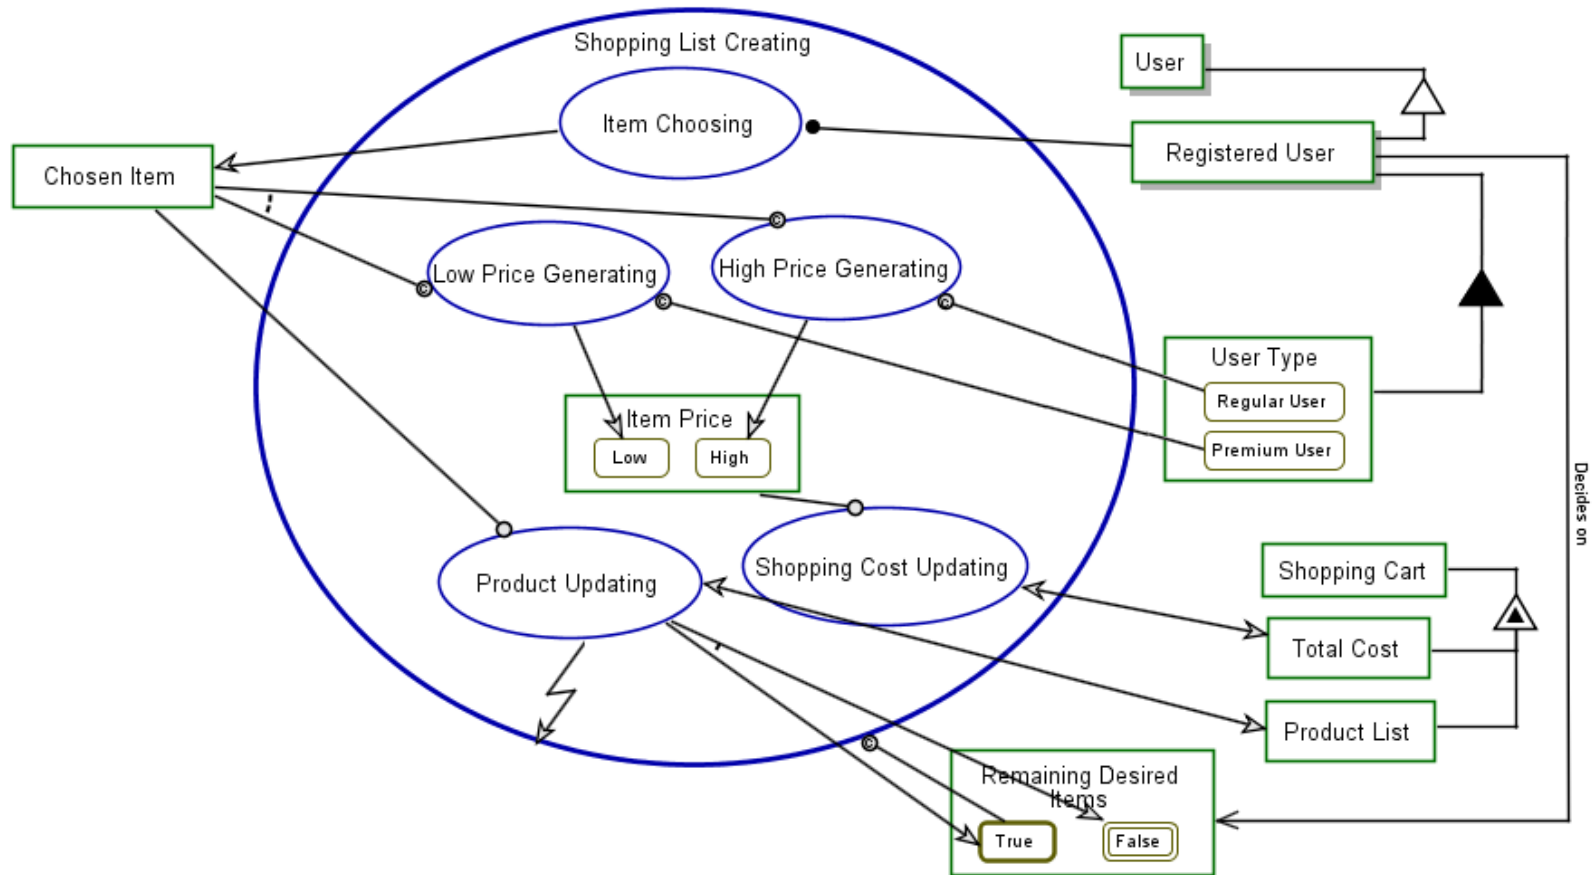 Shopping List Creating
User
Item Choosing
Registered User
Chosen Item
Low Price Generating
High Price Generating
User Type
Regular User
Premium User
Item Price
Low
High
Decides on
Product Updating
Shopping Cost Updating
Shopping Cart
Total Cost
Product List
Remaining Desired
Items
True
False